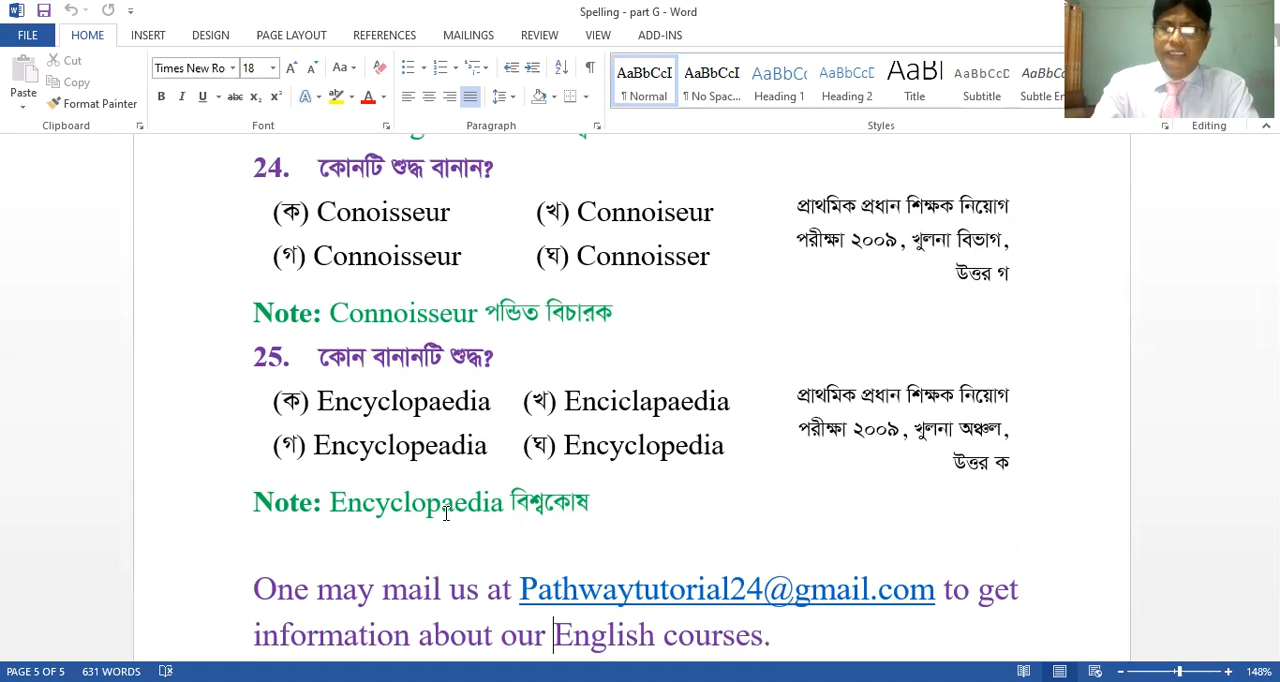 Spelling - part G - Word
FILE HOME INSERT DESIGN PAGE LAYOUT REFERENCES MAILINGS REVIEW VIEW ADD-INS
Cut
Copy
Paste
Format Painter
Clipboard
Times New Ro 18
Font
Paragraph
AaBbCcI AaBbCcI AaBbCc AaBbCcI AaBI AaBbCcD AaBbCcI
¶ Normal ¶ No Spac... Heading 1 Heading 2 Title Subtitle Subtle En
Styles
Editing
24. কোনটি শুদ্ধ বানান?
(ক) Conoisseur (খ) Connoiseur
(গ) Connoisseur (ঘ) Connoisser
প্রাথমিক প্রধান শিক্ষক নিয়োগ
পরীক্ষা ২০০৯, খুলনা বিভাগ,
উত্তর গ
Note: Connoisseur পন্ডিত বিচারক
25. কোন বানানটি শুদ্ধ?
(ক) Encyclopaedia (খ) Enciclapaedia
(গ) Encyclopeadia (ঘ) Encyclopedia
প্রাথমিক প্রধান শিক্ষক নিয়োগ
পরীক্ষা ২০০৯, খুলনা অঞ্চল,
উত্তর ক
Note: Encyclopaedia বিশ্বকোষ
One may mail us at Pathwaytutorial24@gmail.com to get
information about our English courses.
PAGE 5 OF 5 631 WORDS 148%